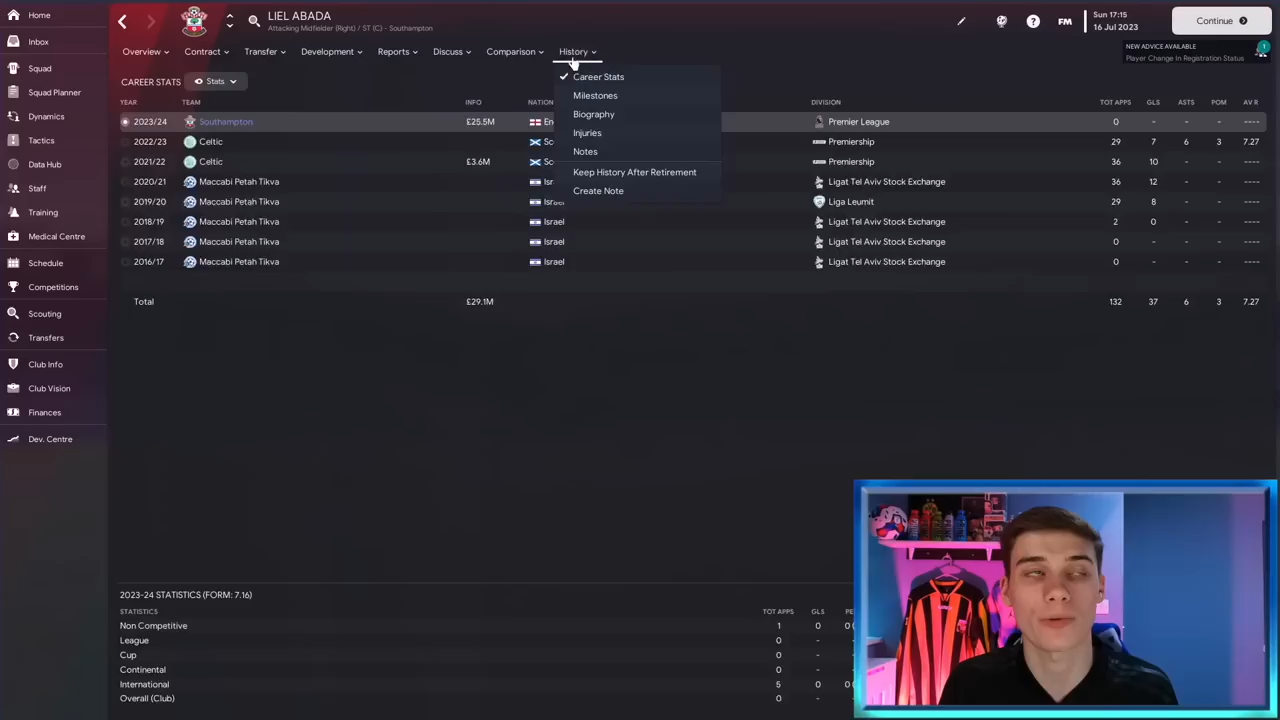 Home
Inbox
Squad
Squad Planner
Dynamics
Tactics
Data Hub
Staff
Training
Medical Centre
Schedule
Competitions
Scouting
Transfers
Club Info
Club Vision
Finances
Dev. Centre
LIEL ABADA
Attacking Midfielder (Right) / ST (C) - Southampton
FM
Sun 17:15
16 Jul 2023
Continue
Overview Contract Transfer Development Reports Discuss Comparison History
NEW ADVICE AVAILABLE 1
Player Change In Registration Status
CAREER STATS Stats
Career Stats
Milestones
Biography
Injuries
Notes
Keep History After Retirement
Create Note
YEAR TEAM INFO NATION DIVISION TOT APPS GLS ASTS POM AV R
2023/24 Southampton £25.5M En Premier League 0 - - - ----
2022/23 Celtic Sc Premiership 29 7 6 3 7.27
2021/22 Celtic £3.6M Sc Premiership 36 10 - - ----
2020/21 Maccabi Petah Tikva Isra Ligat Tel Aviv Stock Exchange 36 12 - - ----
2019/20 Maccabi Petah Tikva Israel Liga Leumit 29 8 - - ----
2018/19 Maccabi Petah Tikva Israel Ligat Tel Aviv Stock Exchange 2 0 - - ----
2017/18 Maccabi Petah Tikva Israel Ligat Tel Aviv Stock Exchange 0 - - - ----
2016/17 Maccabi Petah Tikva Israel Ligat Tel Aviv Stock Exchange 0 - - - ----
Total £29.1M 132 37 6 3 7.27
2023-24 STATISTICS (FORM: 7.16)
STATISTICS TOT APPS GLS PE
Non Competitive 1 0 0
League 0 -
Cup 0 -
Continental 0 -
International 5 0 0
Overall (Club) 0 -